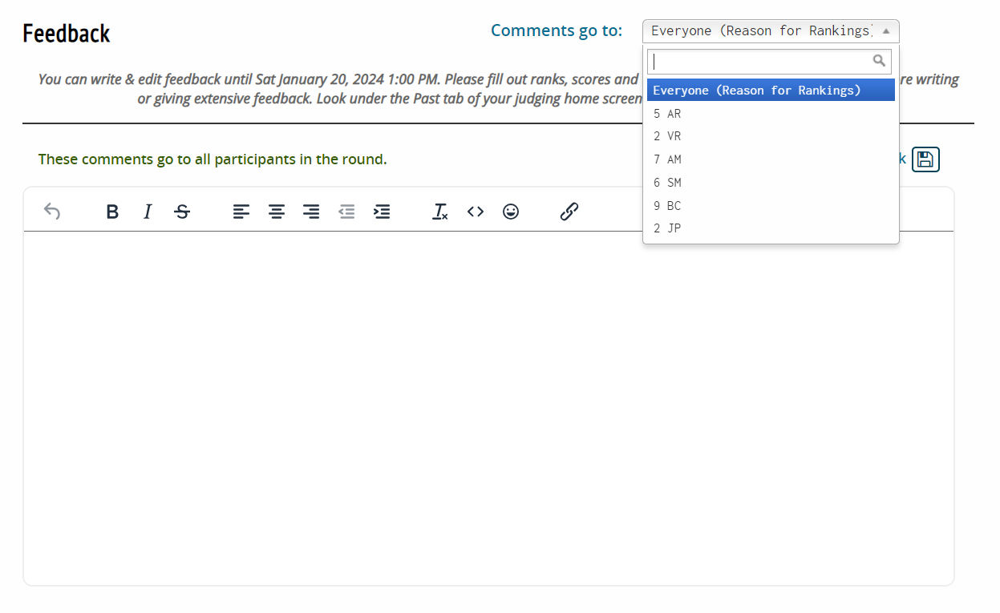 Feedback
Comments go to:
Everyone (Reason for Rankings)
You can write & edit feedback until Sat January 20, 2024 1:00 PM. Please fill out ranks, scores and
re writing
or giving extensive feedback. Look under the Past tab of your judging home screen
Everyone (Reason for Rankings)
5 AR
2 VR
7 AM
6 SM
9 BC
2 JP
These comments go to all participants in the round.
k
B I S